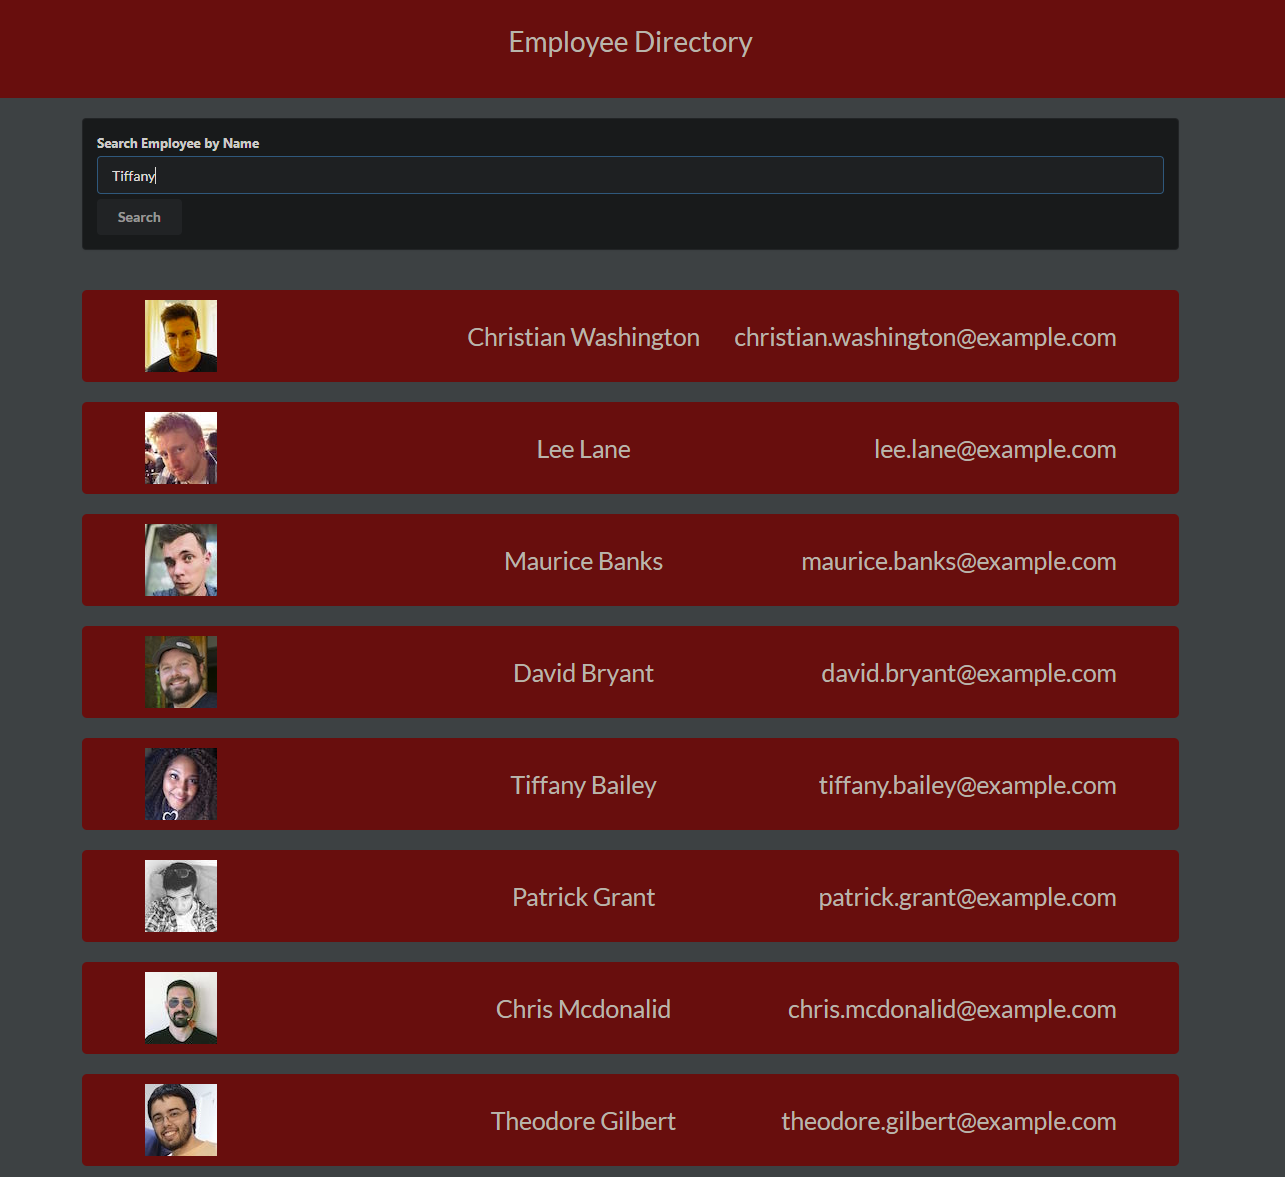 Employee Directory
Search Employee by Name
Tiffany
Search
Christian Washington christian.washington@example.com
Lee Lane lee.lane@example.com
Maurice Banks maurice.banks@example.com
David Bryant david.bryant@example.com
Tiffany Bailey tiffany.bailey@example.com
Patrick Grant patrick.grant@example.com
Chris Mcdonalid chris.mcdonalid@example.com
Theodore Gilbert theodore.gilbert@example.com